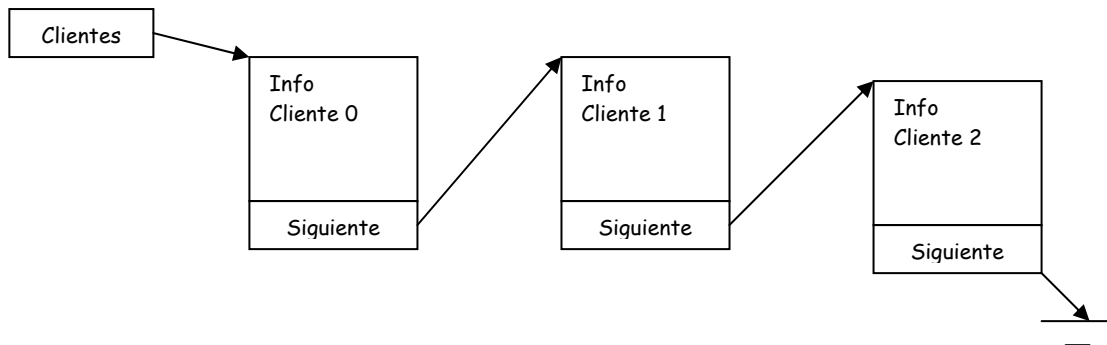 Clientes
Info
Cliente 0
Siguiente
Info
Cliente 1
Siguiente
Info
Cliente 2
Siguiente